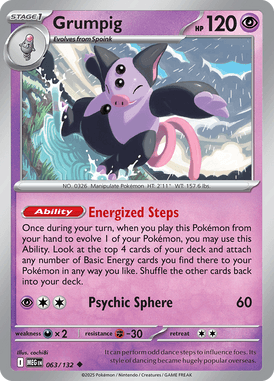 STAGE 1
Grumpig
HP 120
Evolves from Spoink
NO. 0326 Manipulate Pokémon HT: 2'11" WT: 157.6 lbs.
Ability Energized Steps
Once during your turn, when you play this Pokémon
from your hand to evolve 1 of your Pokémon, you may use this
Ability. Look at the top 4 cards of your deck and attach
any number of Basic Energy cards you find there to your
Pokémon in any way you like. Shuffle the other cards back
into your deck.
Psychic Sphere 60
weakness ×2 resistance -30 retreat
illus. cochi8i
MEG EN 063/132
It can perform odd dance steps to influence foes. Its
style of dancing became hugely popular overseas.
©2025 Pokémon / Nintendo / Creatures / GAME FREAK